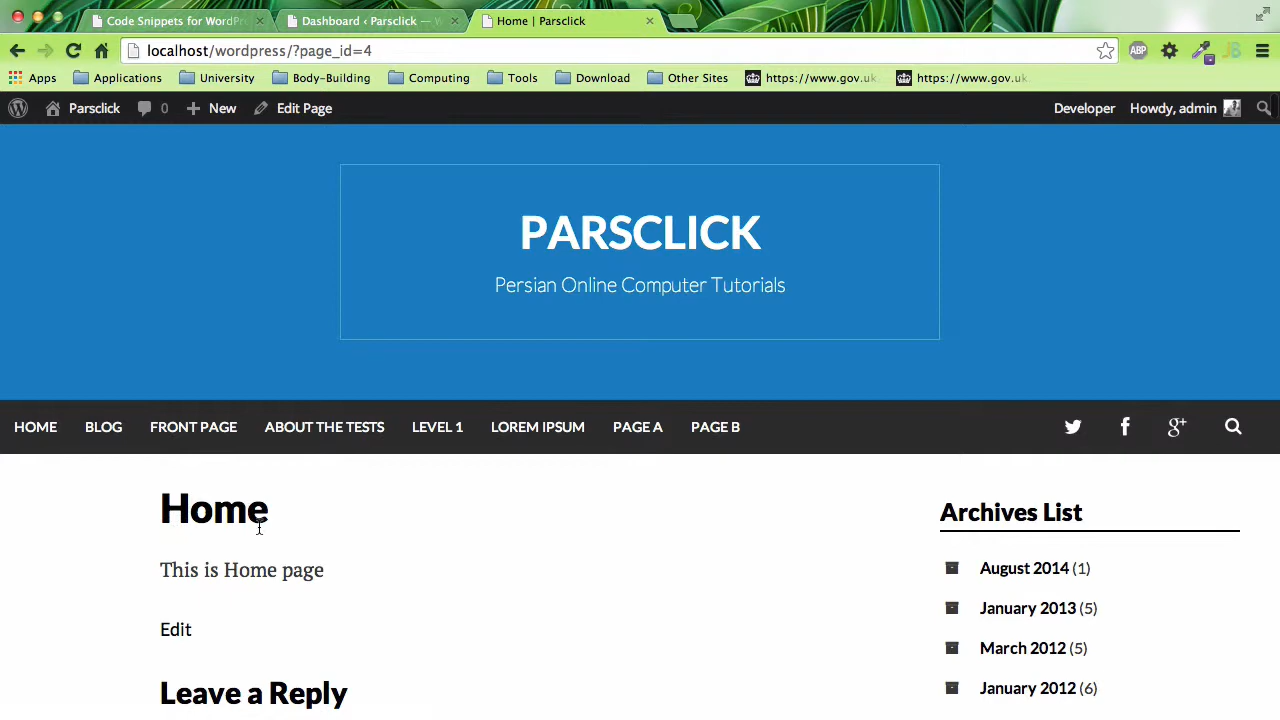 Code Snippets for WordPre
Dashboard ‹ Parsclick — W
Home | Parsclick
localhost/wordpress/?page_id=4
ABP
JB
Apps
Applications
University
Body-Building
Computing
Tools
Download
Other Sites
https://www.gov.uk
https://www.gov.uk
Parsclick
0
New
Edit Page
Developer
Howdy, admin
PARSCLICK
Persian Online Computer Tutorials
HOME
BLOG
FRONT PAGE
ABOUT THE TESTS
LEVEL 1
LOREM IPSUM
PAGE A
PAGE B
Home
This is Home page
Edit
Leave a Reply
Archives List
August 2014 (1)
January 2013 (5)
March 2012 (5)
January 2012 (6)